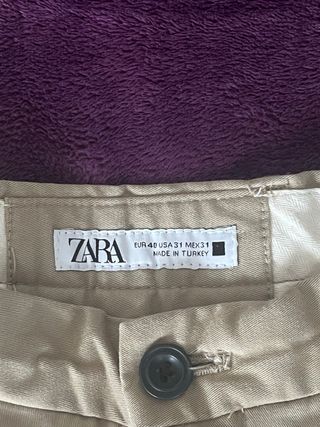 ZARA
EUR 40 USA 31 MEX 31
MADE IN TURKEY